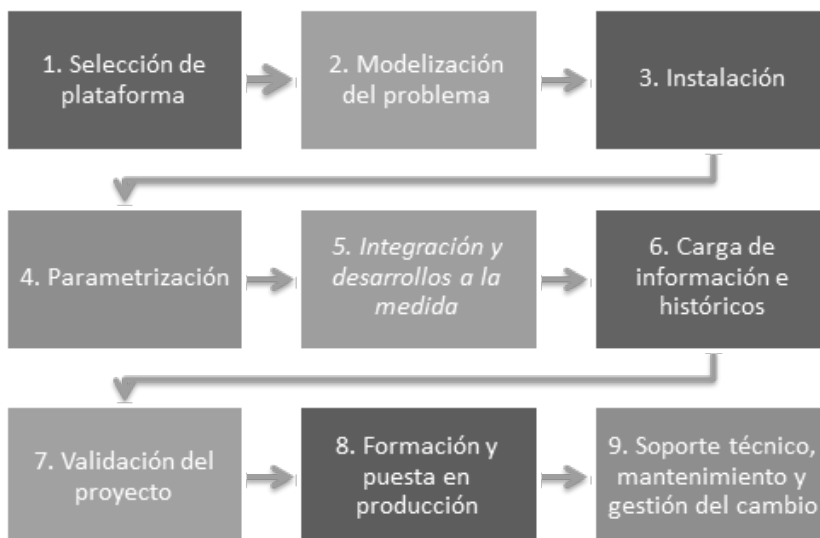 1. Selección de
plataforma
2. Modelización
del problema
3. Instalación
4. Parametrización
5. Integración y
desarrollos a la
medida
6. Carga de
información e
históricos
7. Validación del
proyecto
8. Formación y
puesta en
producción
9. Soporte técnico,
mantenimiento y
gestión del cambio